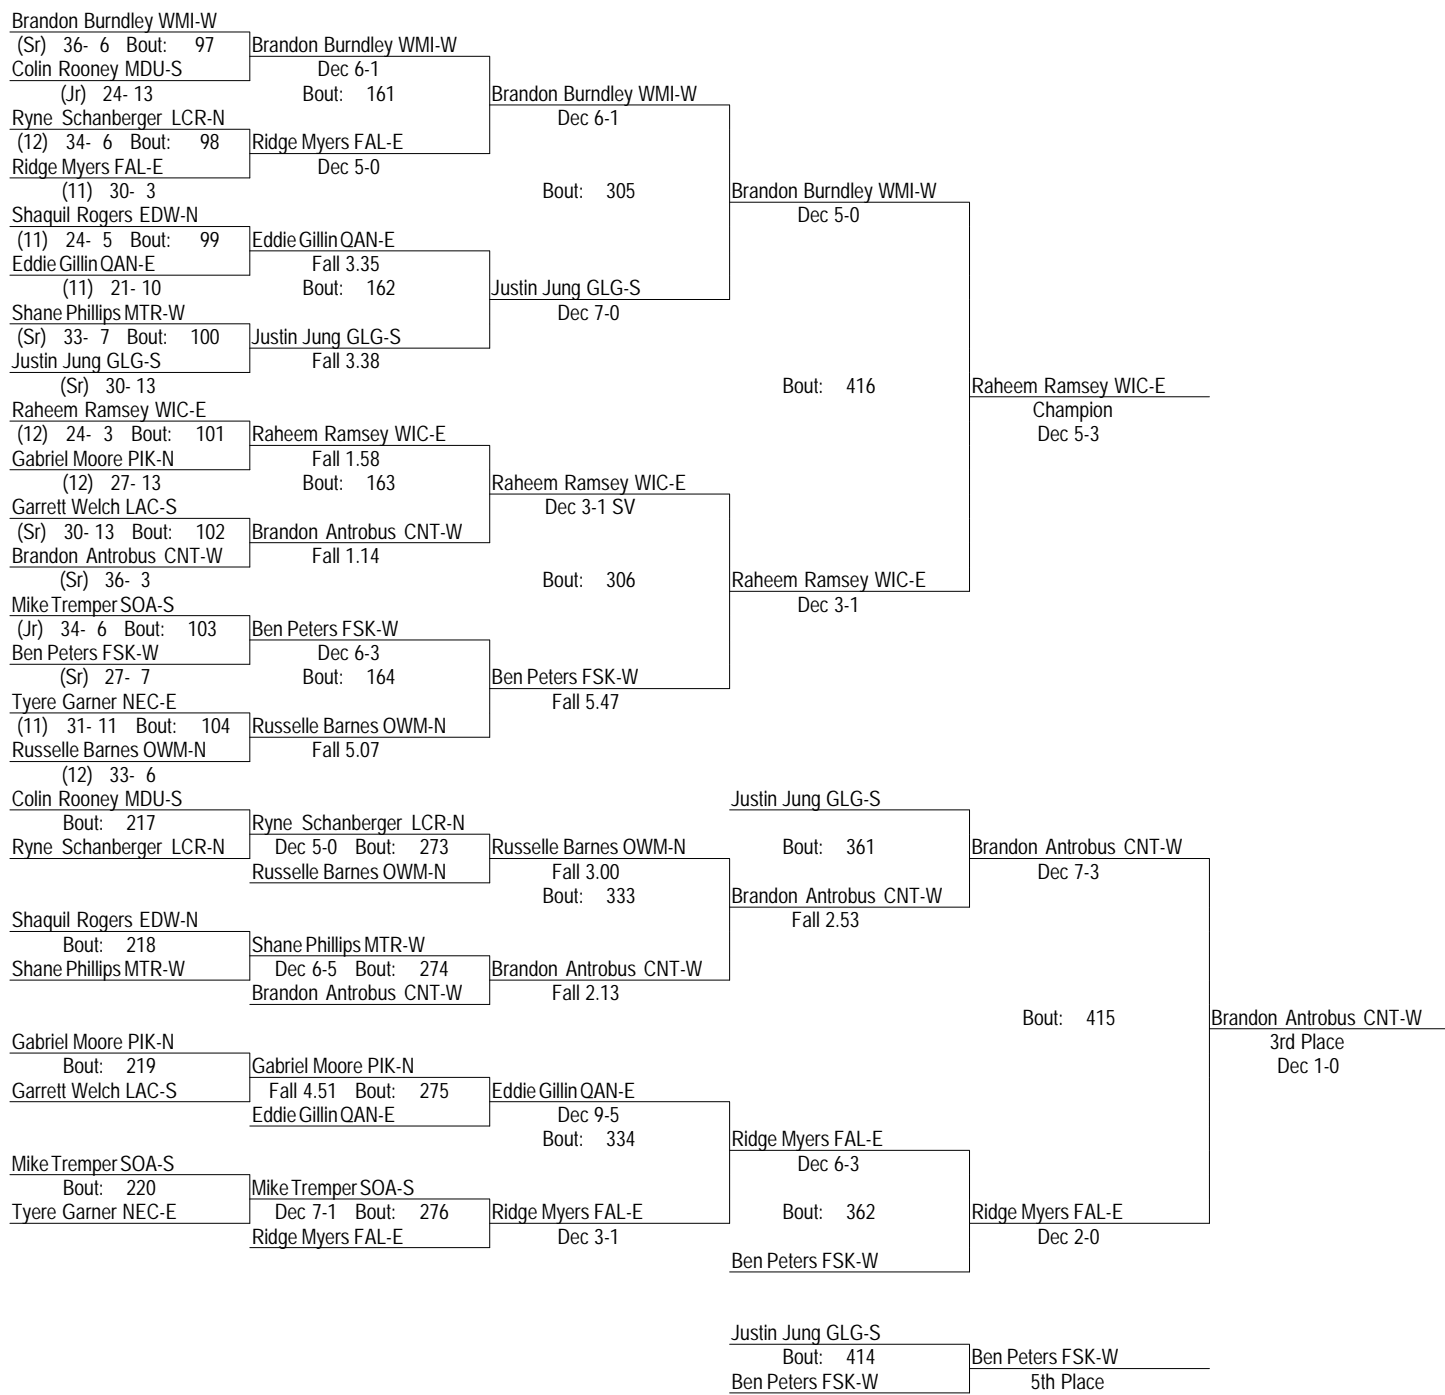 Brandon Burndley WMI-W
(Sr) 36- 6 Bout: 97 Brandon Burndley WMI-W
Colin Rooney MDU-S Dec 6-1
(Jr) 24- 13 Bout: 161 Brandon Burndley WMI-W
Ryne Schanberger LCR-N Dec 6-1
(12) 34- 6 Bout: 98 Ridge Myers FAL-E
Ridge Myers FAL-E Dec 5-0
(11) 30- 3 Bout: 305 Brandon Burndley WMI-W
Shaquil Rogers EDW-N Dec 5-0
(11) 24- 5 Bout: 99 Eddie Gillin QAN-E
Eddie Gillin QAN-E Fall 3.35
(11) 21- 10 Bout: 162 Justin Jung GLG-S
Shane Phillips MTR-W Dec 7-0
(Sr) 33- 7 Bout: 100 Justin Jung GLG-S
Justin Jung GLG-S Fall 3.38
(Sr) 30- 13 Bout: 416 Raheem Ramsey WIC-E
Raheem Ramsey WIC-E Champion
(12) 24- 3 Bout: 101 Raheem Ramsey WIC-E Dec 5-3
Gabriel Moore PIK-N Fall 1.58
(12) 27- 13 Bout: 163 Raheem Ramsey WIC-E
Garrett Welch LAC-S Dec 3-1 SV
(Sr) 30- 13 Bout: 102 Brandon Antrobus CNT-W
Brandon Antrobus CNT-W Fall 1.14
(Sr) 36- 3 Bout: 306 Raheem Ramsey WIC-E
Mike Tremper SOA-S Dec 3-1
(Jr) 34- 6 Bout: 103 Ben Peters FSK-W
Ben Peters FSK-W Dec 6-3
(Sr) 27- 7 Bout: 164 Ben Peters FSK-W
Tyere Garner NEC-E Fall 5.47
(11) 31- 11 Bout: 104 Russelle Barnes OWM-N
Russelle Barnes OWM-N Fall 5.07
(12) 33- 6
Colin Rooney MDU-S Justin Jung GLG-S
Bout: 217 Ryne Schanberger LCR-N
Ryne Schanberger LCR-N Dec 5-0 Bout: 273 Russelle Barnes OWM-N Bout: 361 Brandon Antrobus CNT-W
Russelle Barnes OWM-N Fall 3.00 Dec 7-3
Bout: 333 Brandon Antrobus CNT-W
Shaquil Rogers EDW-N Fall 2.53
Bout: 218 Shane Phillips MTR-W
Shane Phillips MTR-W Dec 6-5 Bout: 274 Brandon Antrobus CNT-W
Brandon Antrobus CNT-W Fall 2.13
Bout: 415 Brandon Antrobus CNT-W
Gabriel Moore PIK-N 3rd Place
Bout: 219 Gabriel Moore PIK-N Dec 1-0
Garrett Welch LAC-S Fall 4.51 Bout: 275 Eddie Gillin QAN-E
Eddie Gillin QAN-E Dec 9-5
Bout: 334 Ridge Myers FAL-E
Mike Tremper SOA-S Dec 6-3
Bout: 220 Mike Tremper SOA-S
Tyere Garner NEC-E Dec 7-1 Bout: 276 Ridge Myers FAL-E Bout: 362 Ridge Myers FAL-E
Ridge Myers FAL-E Dec 3-1 Dec 2-0
Ben Peters FSK-W
Justin Jung GLG-S
Bout: 414 Ben Peters FSK-W
Ben Peters FSK-W 5th Place